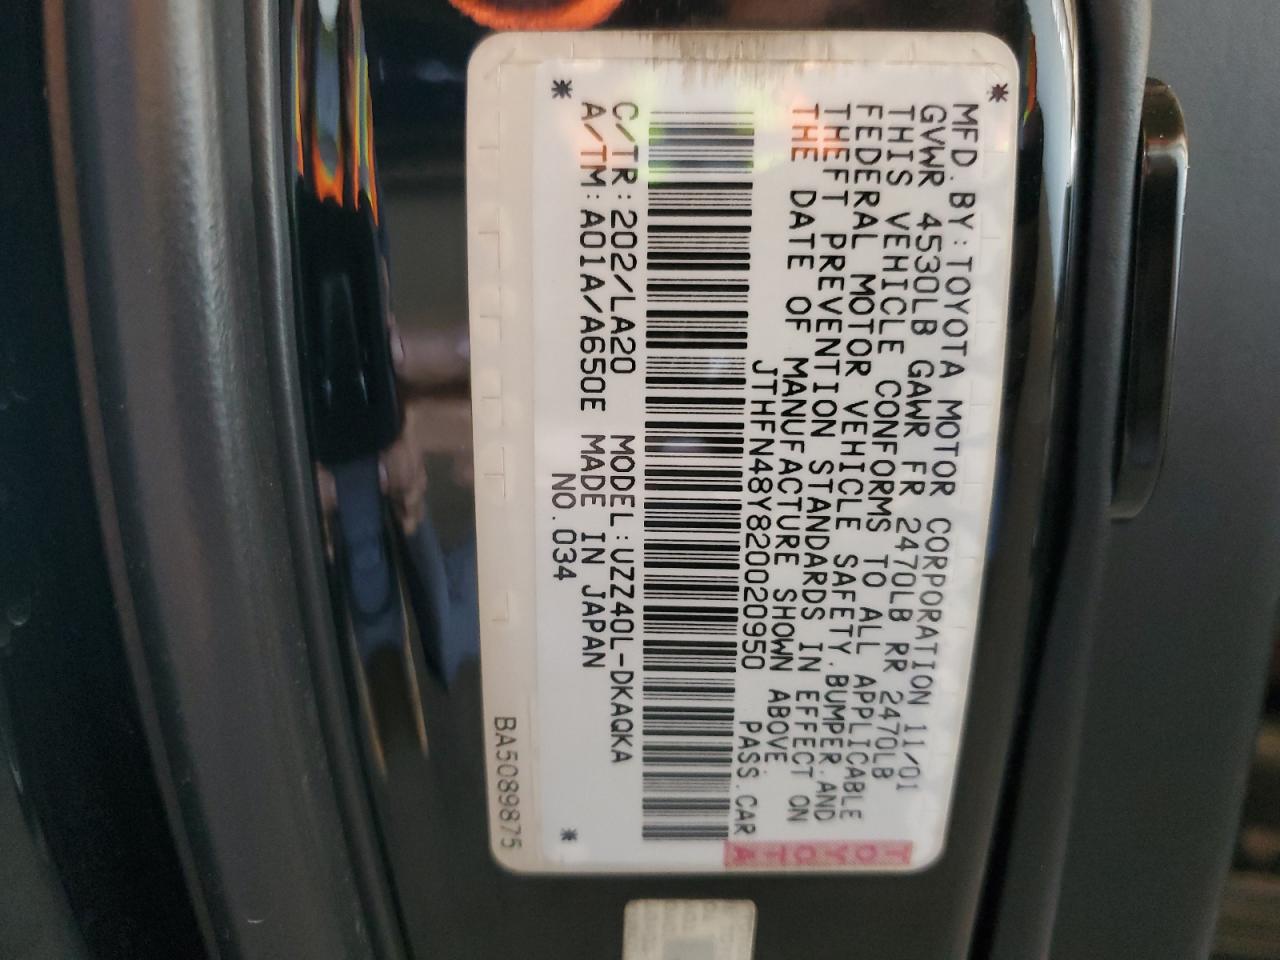 MFD. BY: TOYOTA MOTOR CORPORATION 11/01
GVWR 4530LB GAWR FR 2470LB RR 2470LB
THIS VEHICLE CONFORMS TO ALL APPLICABLE
FEDERAL MOTOR VEHICLE SAFETY. BUMPER. AND
THEFT PREVENTION STANDARDS IN EFFECT ON
THE DATE OF MANUFACTURE SHOWN ABOVE.
JTHFN48Y820020950 PASS. CAR
C/TR: 202/LA20 MODEL: UZZ40L-DKAQKA
A/TM: A01A/A650E MADE IN JAPAN
NO. 034
BA5089875
TOYOTA